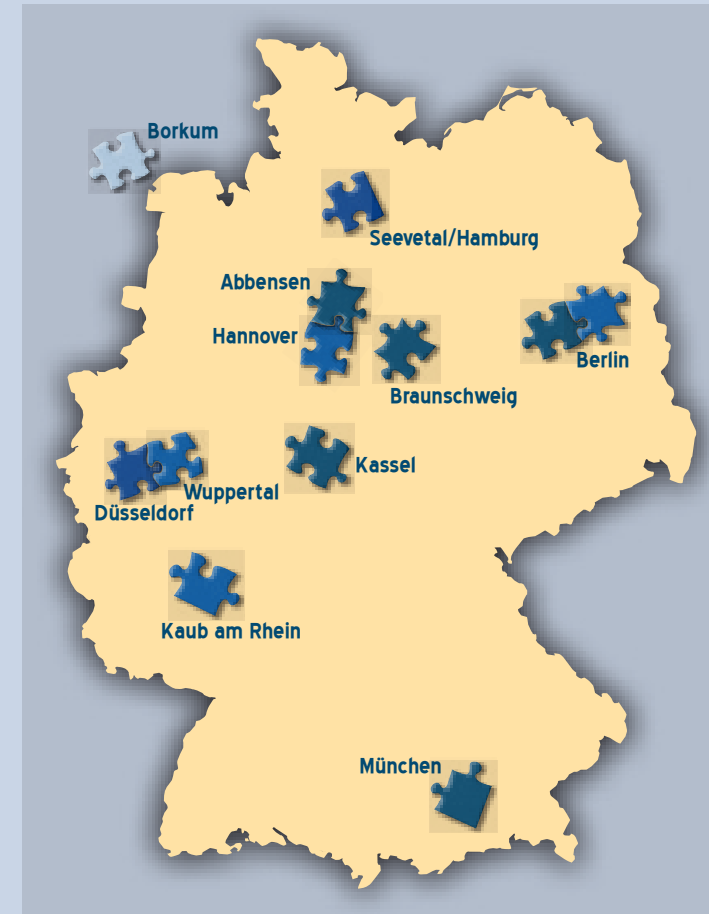 Borkum
Seevetal/Hamburg
Abbensen
Hannover
Berlin
Braunschweig
Kassel
Wuppertal
Düsseldorf
Kaub am Rhein
München